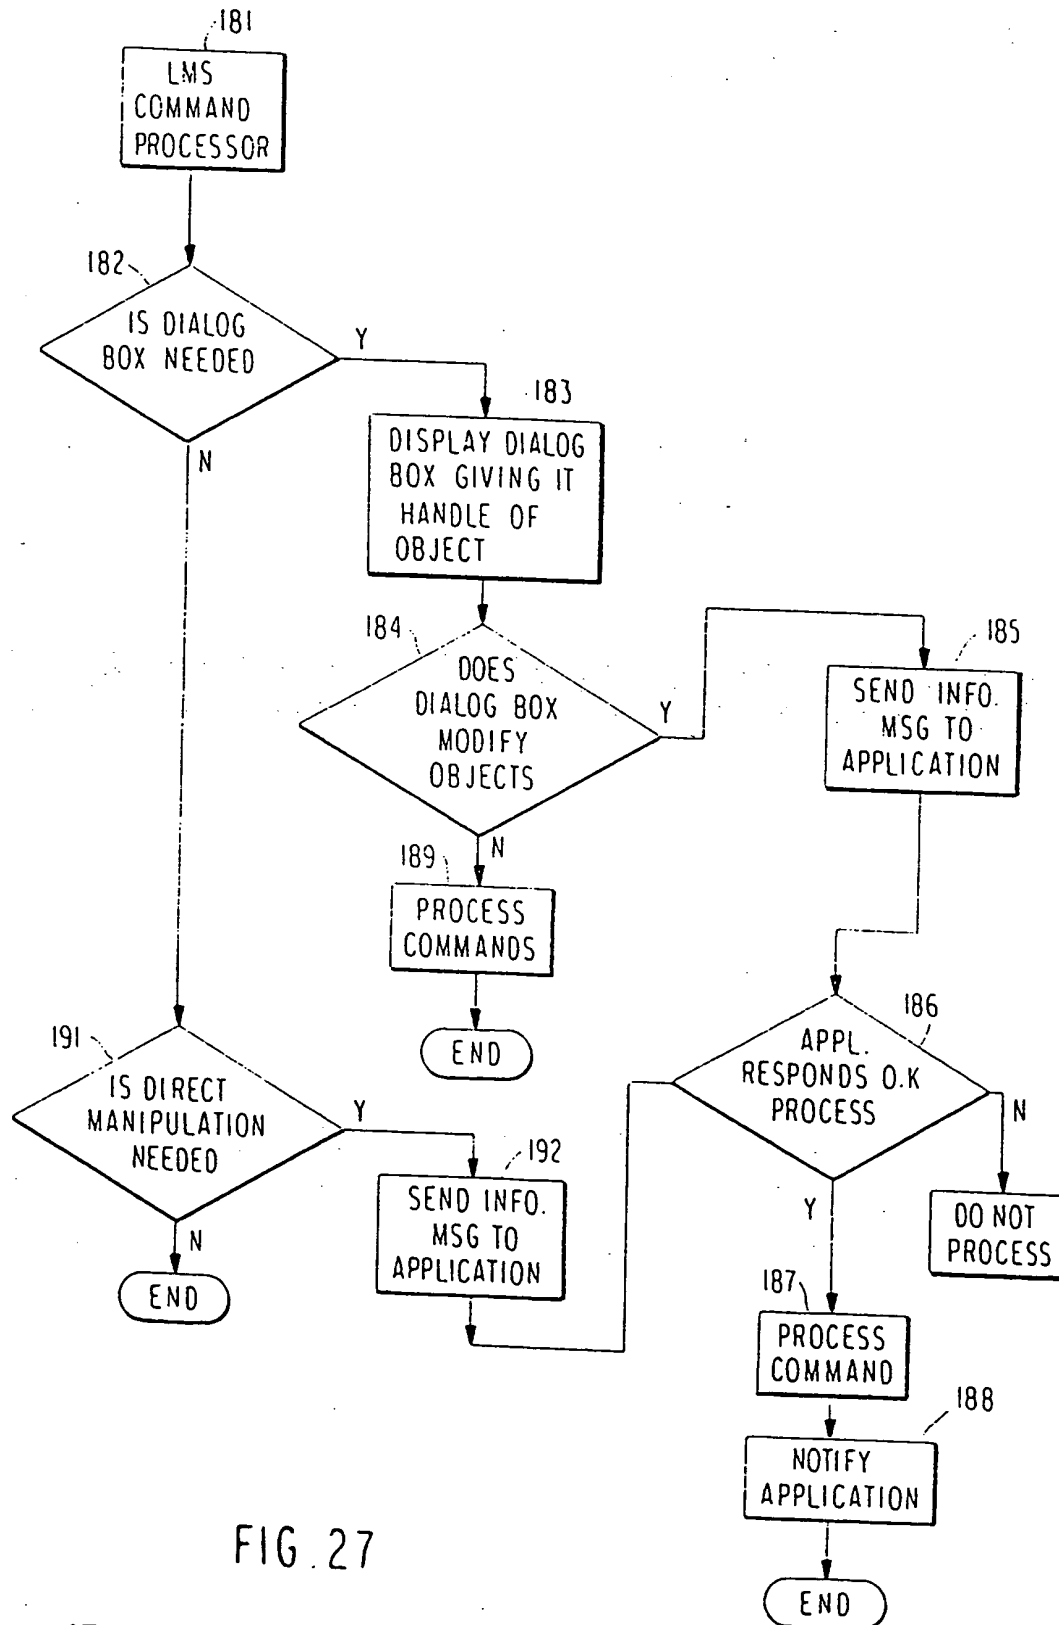 181
LMS
COMMAND
PROCESSOR
182
IS DIALOG
BOX NEEDED
Y
N
183
DISPLAY DIALOG
BOX GIVING IT
HANDLE OF
OBJECT
184
DOES
DIALOG BOX
MODIFY
OBJECTS
Y
N
185
SEND INFO.
MSG TO
APPLICATION
189
PROCESS
COMMANDS
END
186
APPL.
RESPONDS O.K
PROCESS
N
Y
DO NOT
PROCESS
191
IS DIRECT
MANIPULATION
NEEDED
Y
N
END
192
SEND INFO.
MSG TO
APPLICATION
187
PROCESS
COMMAND
188
NOTIFY
APPLICATION
END
FIG.27